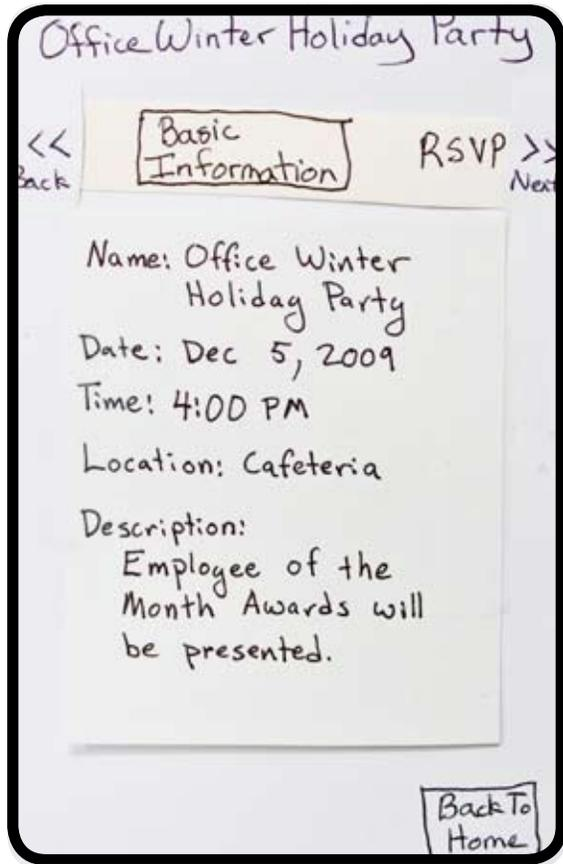 Office Winter Holiday Party
<< Basic RSVP >>
Back Information Next
Name: Office Winter
Holiday Party
Date: Dec 5, 2009
Time: 4:00 PM
Location: Cafeteria
Description:
Employee of the
Month Awards will
be presented.
Back To
Home